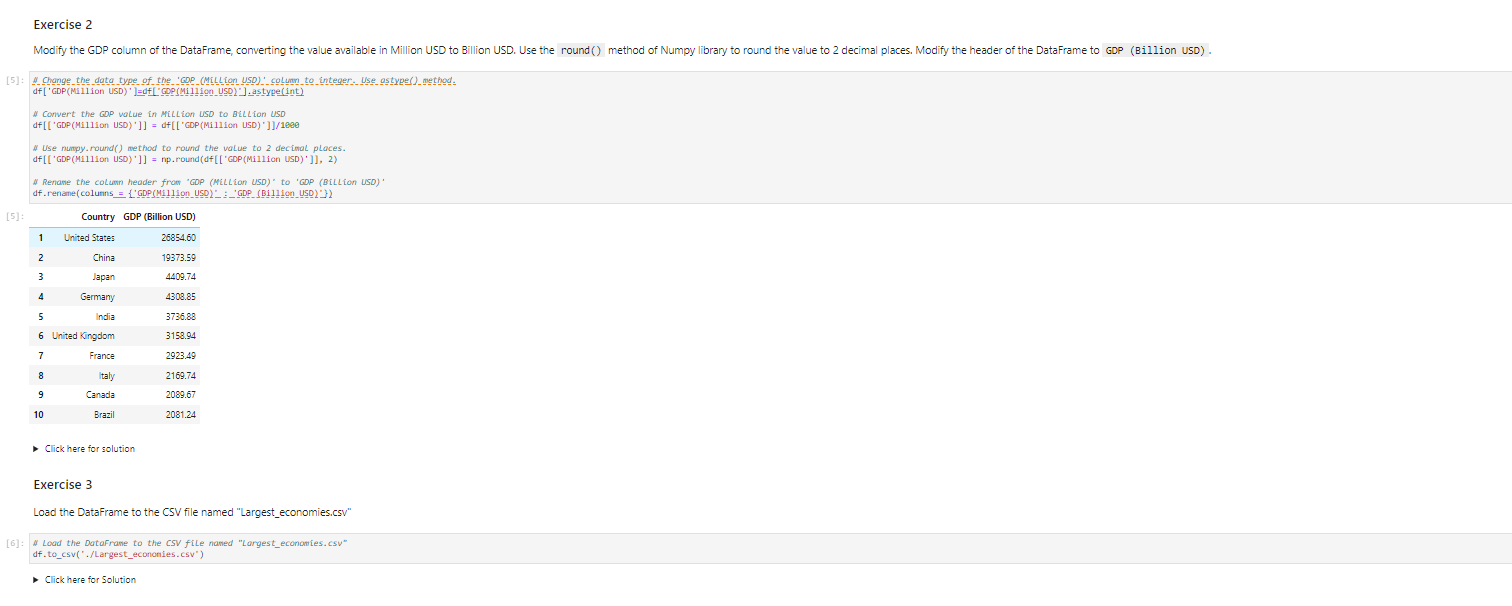 Exercise 2
Modify the GDP column of the DataFrame, converting the value available in Million USD to Billion USD. Use the round() method of Numpy library to round the value to 2 decimal places. Modify the header of the DataFrame to GDP (Billion USD) .
[5]: # Change the data type of the 'GDP (Million USD)' column to integer. Use astype() method.
df['GDP(Million USD)']=df['GDP(Million USD)'].astype(int)
# Convert the GDP value in Million USD to Billion USD
df[['GDP(Million USD)']] = df[['GDP(Million USD)']]/1000
# Use numpy.round() method to round the value to 2 decimal places.
df[['GDP(Million USD)']] = np.round(df[['GDP(Million USD)']], 2)
# Rename the column header from 'GDP (Million USD)' to 'GDP (Billion USD)'
df.rename(columns = {'GDP(Million USD)' : 'GDP (Billion USD)'})
[5]: Country GDP (Billion USD)
1 United States 26854.60
2 China 19373.59
3 Japan 4409.74
4 Germany 4308.85
5 India 3736.88
6 United Kingdom 3158.94
7 France 2923.49
8 Italy 2169.74
9 Canada 2089.67
10 Brazil 2081.24
▶ Click here for solution
Exercise 3
Load the DataFrame to the CSV file named "Largest_economies.csv"
[6]: # Load the DataFrame to the CSV file named "Largest_economies.csv"
df.to_csv('./Largest_economies.csv')
▶ Click here for Solution